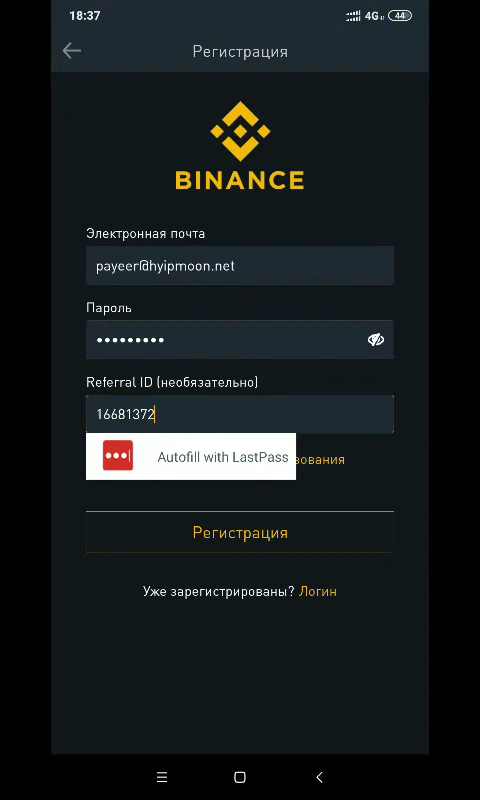 18:37
4G 44
Регистрация
BINANCE
Электронная почта
payeer@hyipmoon.net
Пароль
•••••••••
Referral ID (необязательно)
16681372
Autofill with LastPass
Регистрация
Уже зарегистрированы? Логин